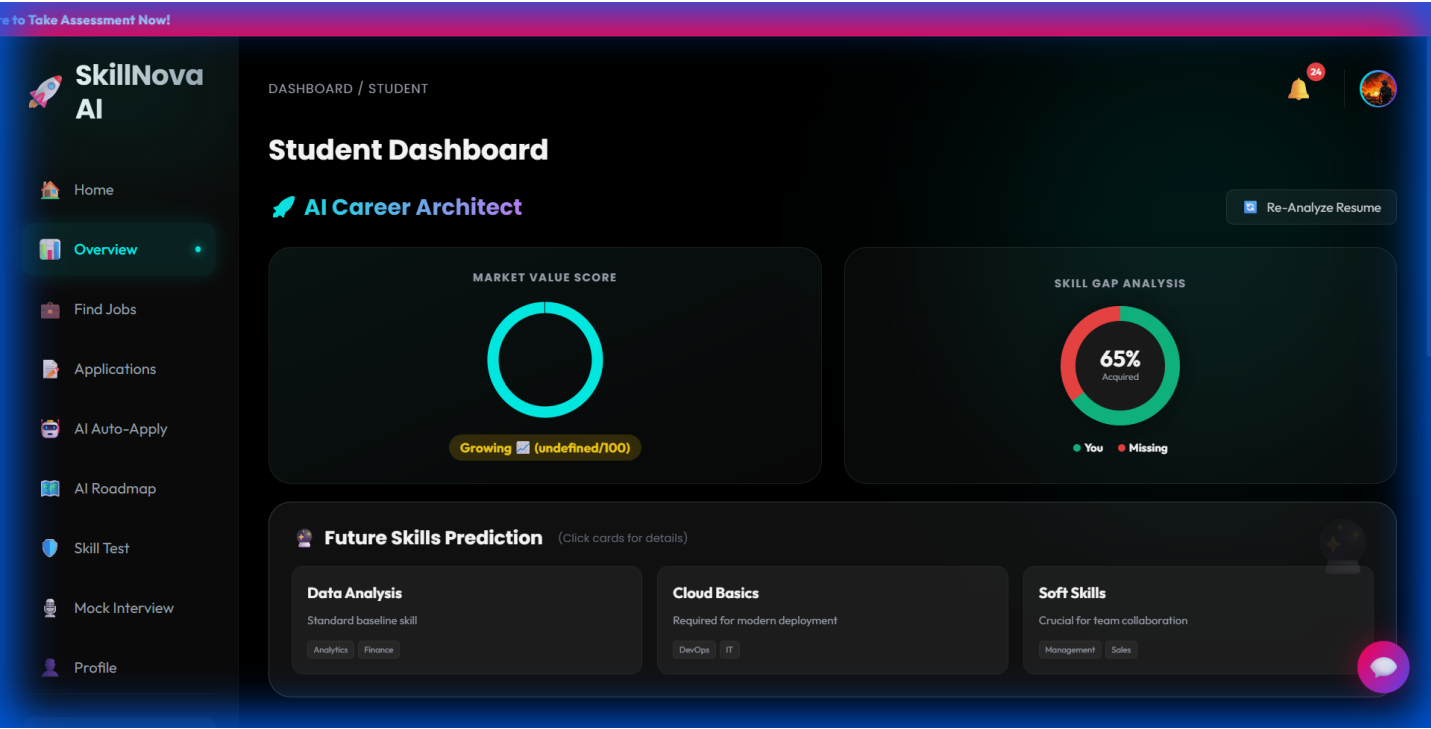 to Take Assessment Now!
SkillNova
AI
DASHBOARD / STUDENT
24
Student Dashboard
AI Career Architect
Re-Analyze Resume
Home
Overview
Find Jobs
Applications
AI Auto-Apply
AI Roadmap
Skill Test
Mock Interview
Profile
MARKET VALUE SCORE
Growing 📈 (undefined/100)
SKILL GAP ANALYSIS
65%
Acquired
You Missing
Future Skills Prediction (Click cards for details)
Data Analysis
Standard baseline skill
Analytics Finance
Cloud Basics
Required for modern deployment
DevOps IT
Soft Skills
Crucial for team collaboration
Management Sales